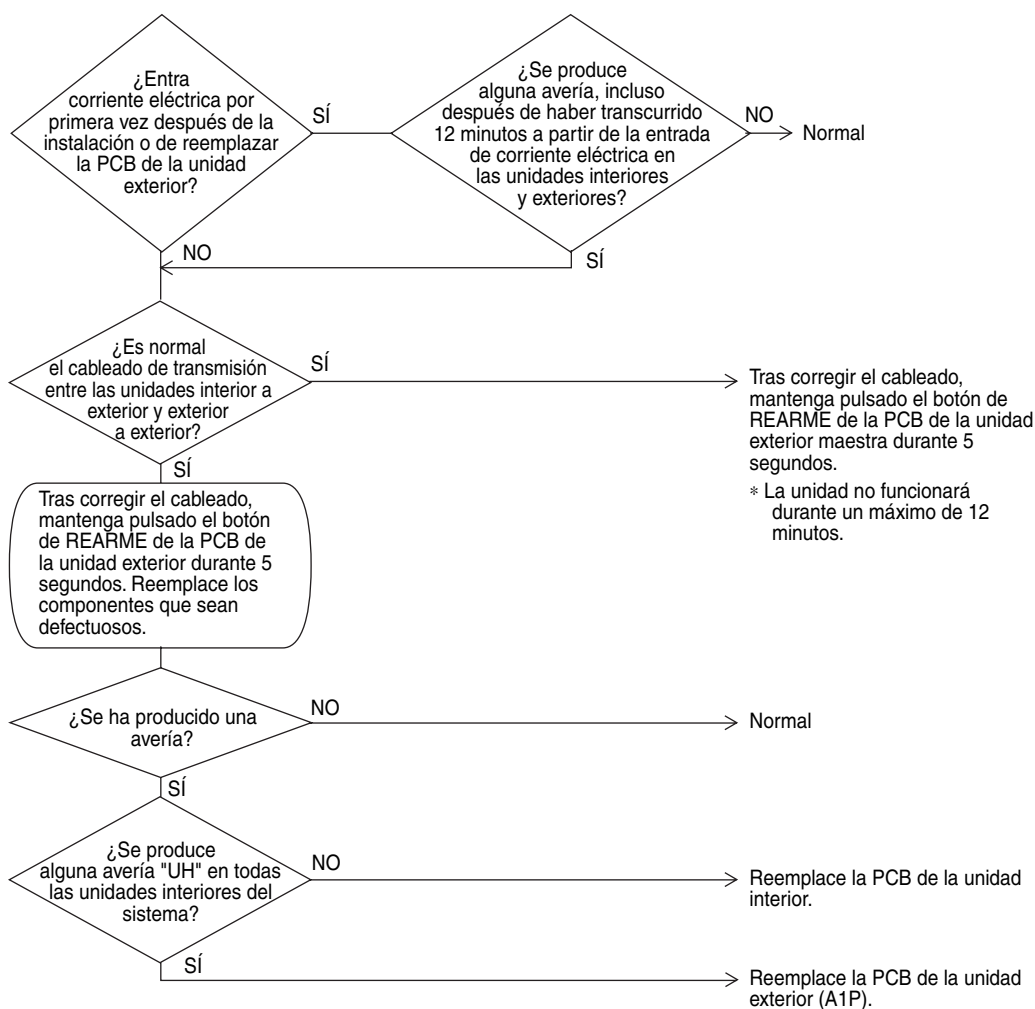 ¿Entra
corriente eléctrica por
primera vez después de la
instalación o de reemplazar
la PCB de la unidad
exterior?
SÍ
¿Se produce
alguna avería, incluso
después de haber transcurrido
12 minutos a partir de la entrada
de corriente eléctrica en
las unidades interiores
y exteriores?
NO
Normal
NO
SÍ
¿Es normal
el cableado de transmisión
entre las unidades interior a
exterior y exterior
a exterior?
SÍ
Tras corregir el cableado,
mantenga pulsado el botón de
REARME de la PCB de la unidad
exterior maestra durante 5
segundos.
* La unidad no funcionará
durante un máximo de 12
minutos.
SÍ
Tras corregir el cableado,
mantenga pulsado el botón
de REARME de la PCB de
la unidad exterior durante 5
segundos. Reemplace los
componentes que sean
defectuosos.
¿Se ha producido una
avería?
NO
Normal
SÍ
¿Se produce
alguna avería "UH" en todas
las unidades interiores del
sistema?
NO
Reemplace la PCB de la unidad
interior.
SÍ
Reemplace la PCB de la unidad
exterior (A1P).